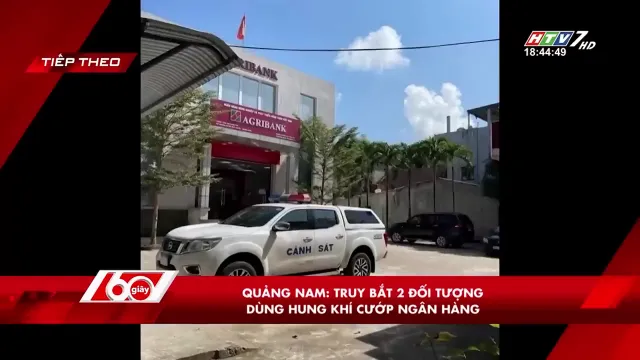 TIẾP THEO
HTV7 HD
18:44:49
AGRIBANK
AGRIBANK
CẢNH SÁT
60 giây
QUẢNG NAM: TRUY BẮT 2 ĐỐI TƯỢNG
DÙNG HUNG KHÍ CƯỚP NGÂN HÀNG